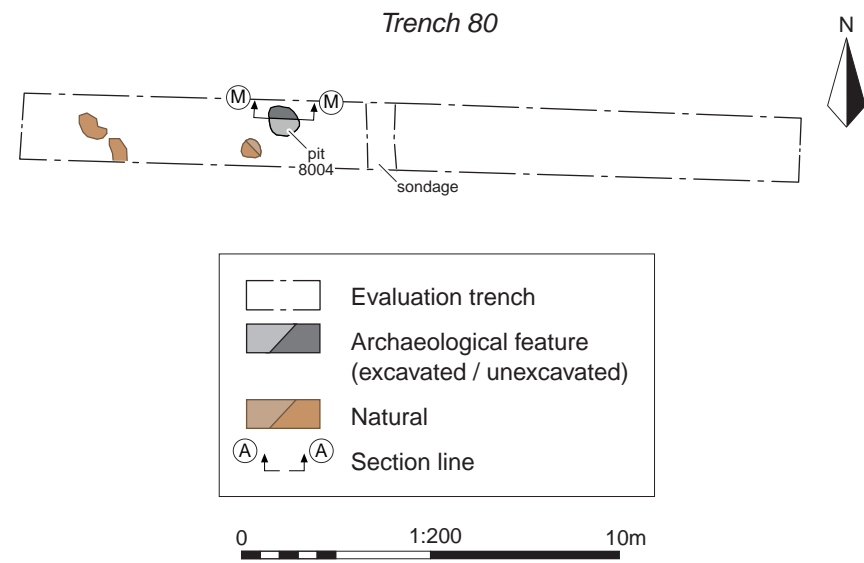 Trench 80
N
M M
pit
8004
sondage
Evaluation trench
Archaeological feature
(excavated / unexcavated)
Natural
A A
Section line
0 1:200 10m